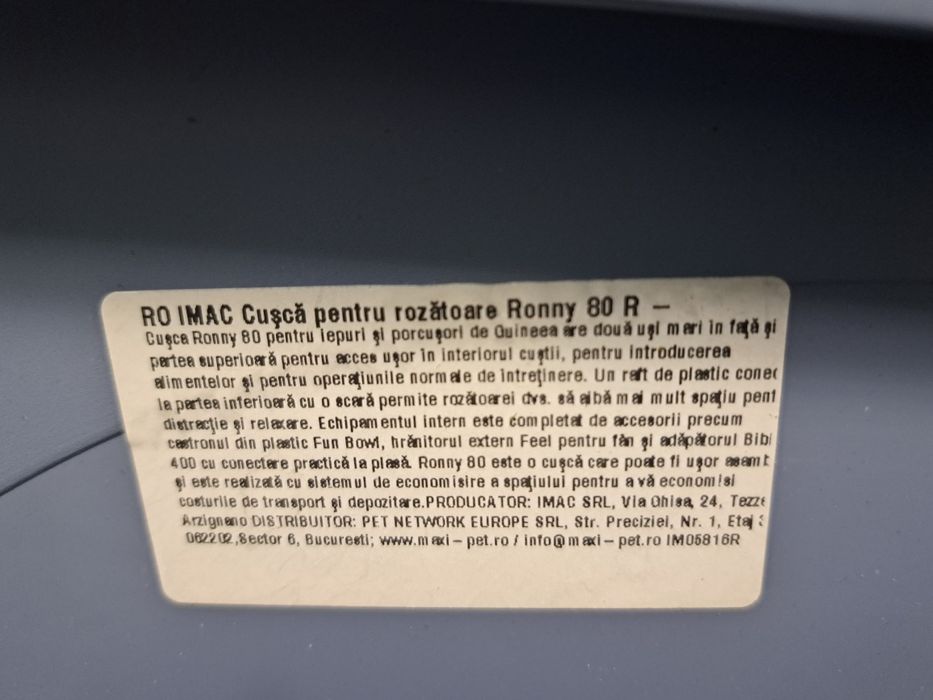 RO IMAC Cuşcă pentru rozătoare Ronny 80 R –
Cuşca Ronny 80 pentru iepuri şi porcuşori de Guineea are două uşi mari în faţă şi
partea superioară pentru acces uşor în interiorul cuştii, pentru introducerea
alimentelor şi pentru operaţiunile normale de întreţinere. Un raft de plastic conec
la partea inferioară cu o scară permite rozătoarei dvs. să aibă mai mult spaţiu pent
distracţie şi relaxare. Echipamentul intern este completat de accesorii precum
castronul din plastic Fun Bowl, hrănitorul extern Feel pentru fân şi adăpătorul Bibi
400 cu conectare practică la plasă. Ronny 80 este o cuşcă care poate fi uşor asamb
şi este realizată cu sistemul de economisire a spaţiului pentru a vă economisi
costurile de transport şi depozitare.PRODUCATOR: IMAC SRL, Via Ghisa, 24, Tezze
Arzignano DISTRIBUITOR: PET NETWORK EUROPE SRL, Str. Preciziei, Nr. 1, Etaj
062202,Sector 6, Bucuresti; www.maxi-pet.ro / info@maxi-pet.ro IM05816R